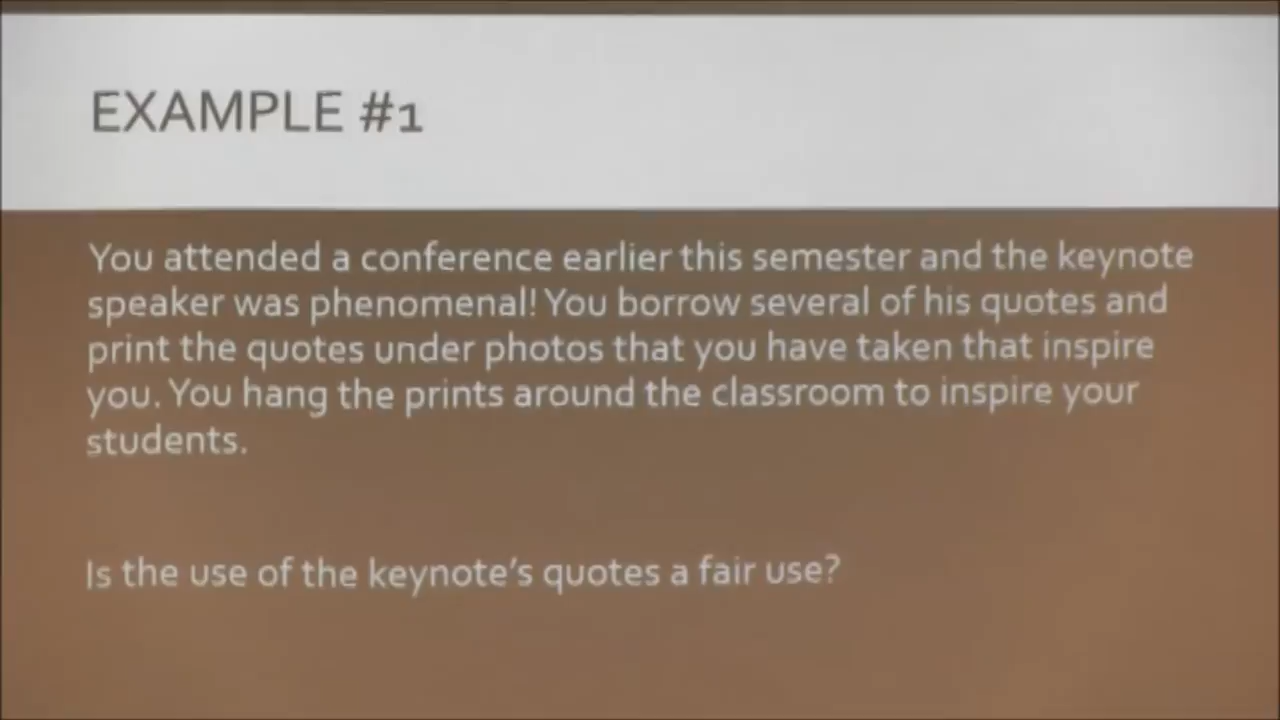 EXAMPLE #1
You attended a conference earlier this semester and the keynote
speaker was phenomenal! You borrow several of his quotes and
print the quotes under photos that you have taken that inspire
you. You hang the prints around the classroom to inspire your
students.
Is the use of the keynote's quotes a fair use?